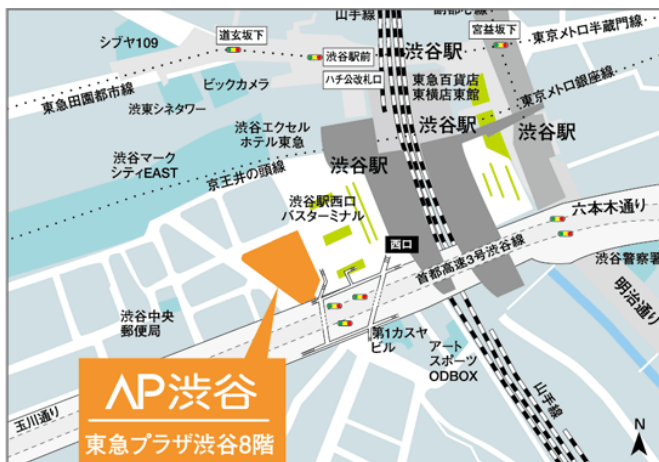 山手線
副都心線
道玄坂下
宮益坂下
シブヤ109
渋谷駅前
渋谷駅
東京メトロ半蔵門線
ハチ公改札口
東急百貨店
東横店東館
ビックカメラ
東急田園都市線
渋東シネタワー
東京メトロ銀座線
渋谷エクセル
ホテル東急
渋谷駅
渋谷駅
渋谷マーク
シティEAST
渋谷駅
京王井の頭線
渋谷駅西口
バスターミナル
六本木通り
西口
首都高速3号渋谷線
渋谷警察署
明治通り
渋谷中央
郵便局
第1カスヤ
ビル
アート
スポーツ
ODBOX
山手線
AP渋谷
東急プラザ渋谷8階
玉川通り
N